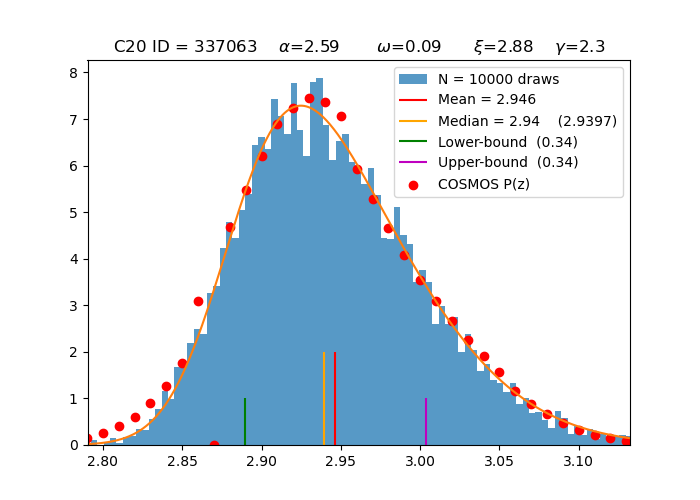 C20 ID = 337063 α=2.59 ω=0.09 ξ=2.88 γ=2.3
N = 10000 draws
Mean = 2.946
Median = 2.94 (2.9397)
Lower-bound (0.34)
Upper-bound (0.34)
COSMOS P(z)
8
7
6
5
4
3
2
1
0
2.80 2.85 2.90 2.95 3.00 3.05 3.10